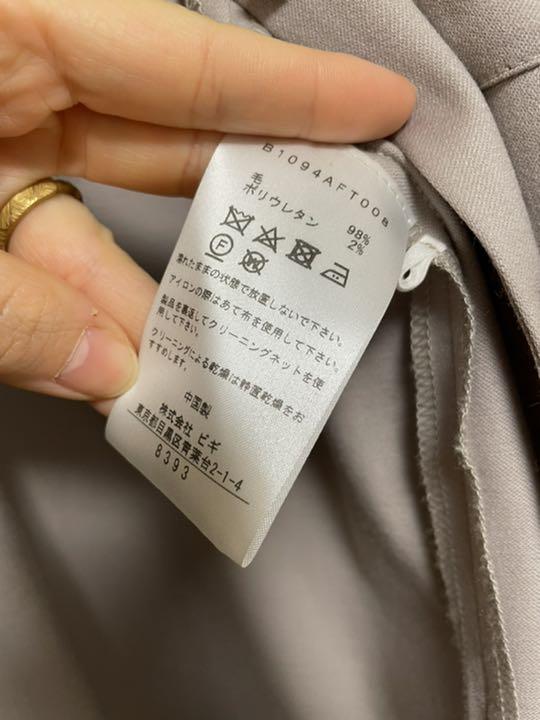 B1094AFT008
毛 98%
ポリウレタン 2%
濡れたままの状態で放置しないで下さい。
アイロンの際はあて布を使用して下さい。
製品を裏返してクリーニングネットを使
用して下さい。
クリーニングによる乾燥は静置乾燥をお
すすめします。
中国製
株式会社 ビギ
東京都目黒区青葉台2-1-4
8393